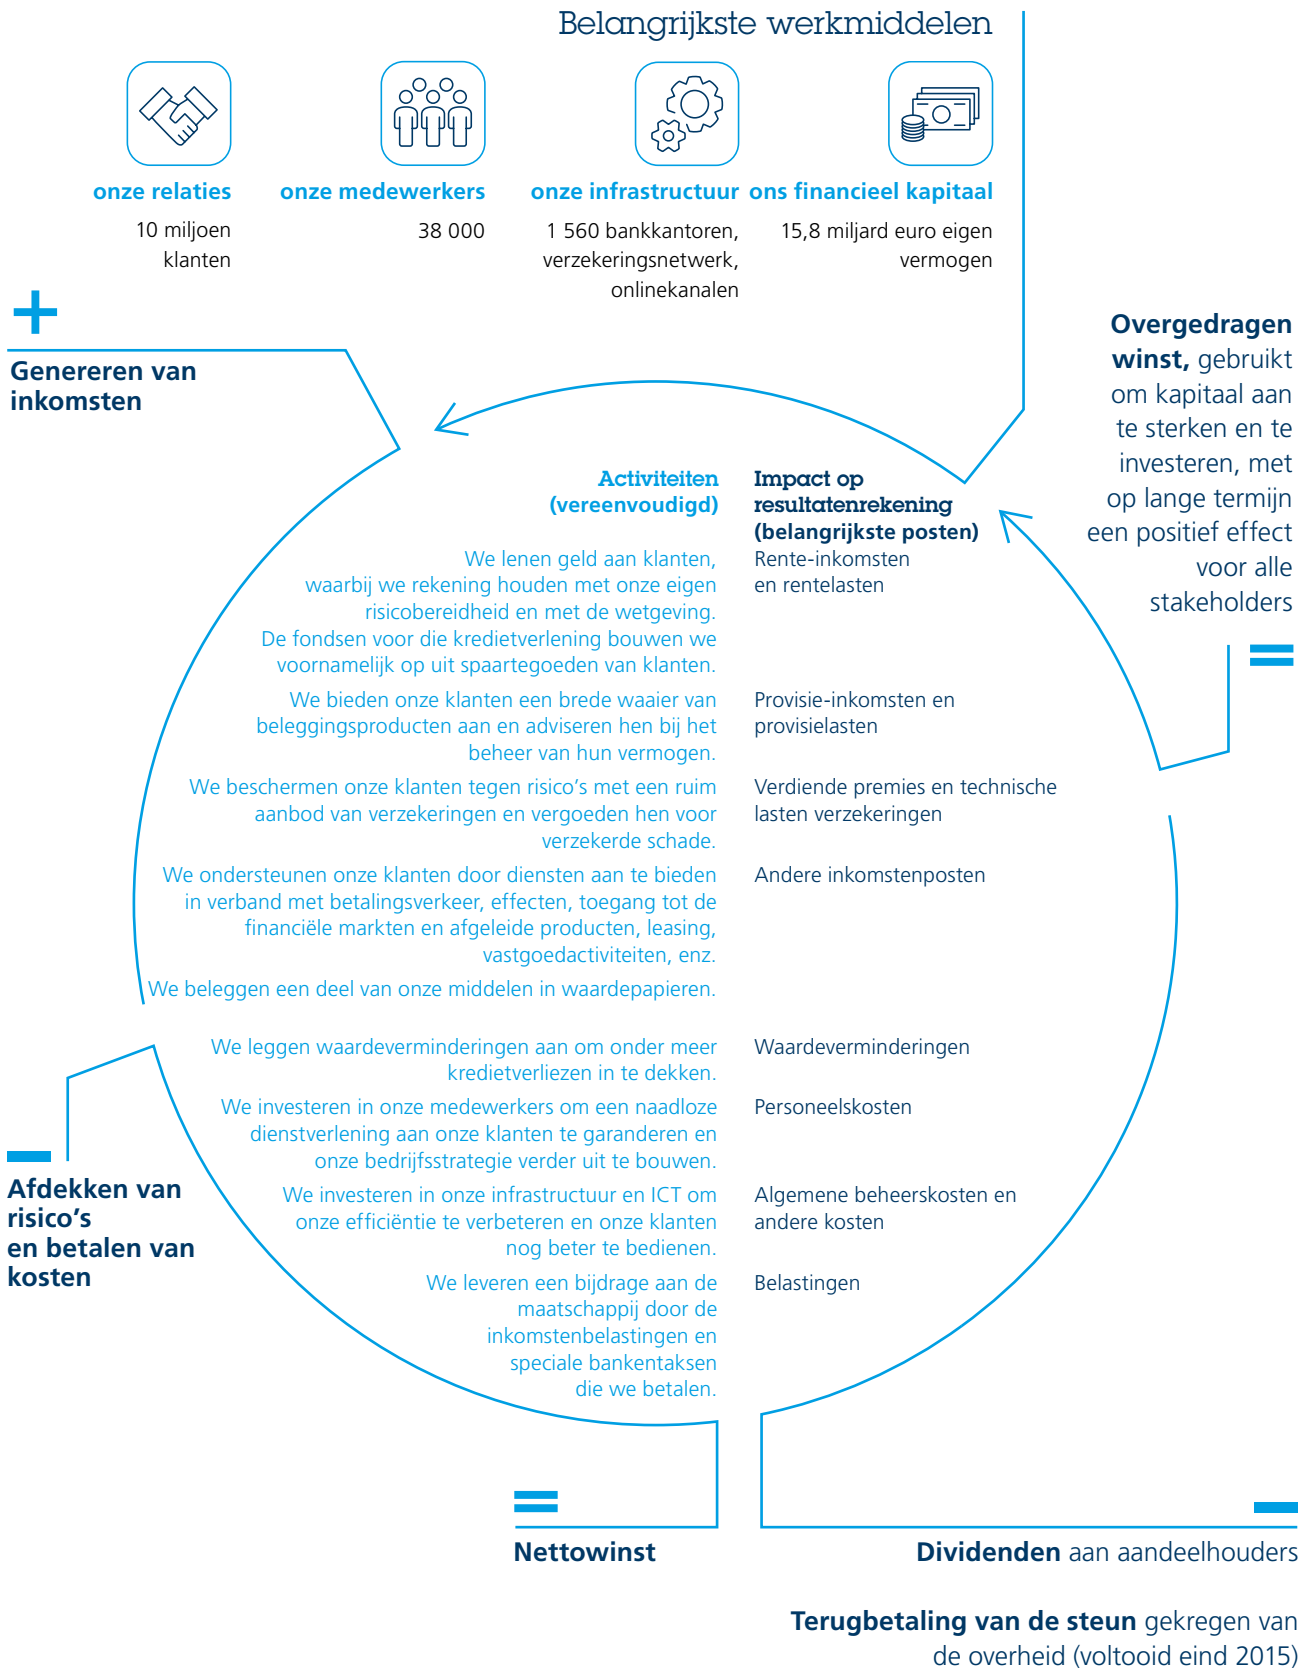 Belangrijkste werkmiddelen
onze relaties
10 miljoen
klanten
onze medewerkers
38 000
onze infrastructuur
1 560 bankkantoren,
verzekeringsnetwerk,
onlinekanalen
ons financieel kapitaal
15,8 miljard euro eigen
vermogen
+
Genereren van
inkomsten
Overgedragen
winst, gebruikt
om kapitaal aan
te sterken en te
investeren, met
op lange termijn
een positief effect
voor alle
stakeholders
=
Activiteiten
(vereenvoudigd)
Impact op
resultatenrekening
(belangrijkste posten)
We lenen geld aan klanten,
waarbij we rekening houden met onze eigen
risicobereidheid en met de wetgeving.
De fondsen voor die kredietverlening bouwen we
voornamelijk op uit spaartegoeden van klanten.
Rente-inkomsten
en rentelasten
We bieden onze klanten een brede waaier van
beleggingsproducten aan en adviseren hen bij het
beheer van hun vermogen.
Provisie-inkomsten en
provisielasten
We beschermen onze klanten tegen risico's met een ruim
aanbod van verzekeringen en vergoeden hen voor
verzekerde schade.
Verdiende premies en technische
lasten verzekeringen
We ondersteunen onze klanten door diensten aan te bieden
in verband met betalingsverkeer, effecten, toegang tot de
financiële markten en afgeleide producten, leasing,
vastgoedactiviteiten, enz.
Andere inkomstenposten
We beleggen een deel van onze middelen in waardepapieren.
We leggen waardeverminderingen aan om onder meer
kredietverliezen in te dekken.
Waardeverminderingen
We investeren in onze medewerkers om een naadloze
dienstverlening aan onze klanten te garanderen en
onze bedrijfsstrategie verder uit te bouwen.
Personeelskosten
We investeren in onze infrastructuur en ICT om
onze efficiëntie te verbeteren en onze klanten
nog beter te bedienen.
Algemene beheerskosten en
andere kosten
We leveren een bijdrage aan de
maatschappij door de
inkomstenbelastingen en
speciale bankentaksen
die we betalen.
Belastingen
–
Afdekken van
risico's
en betalen van
kosten
=
Nettowinst
–
Dividenden aan aandeelhouders
Terugbetaling van de steun gekregen van
de overheid (voltooid eind 2015)